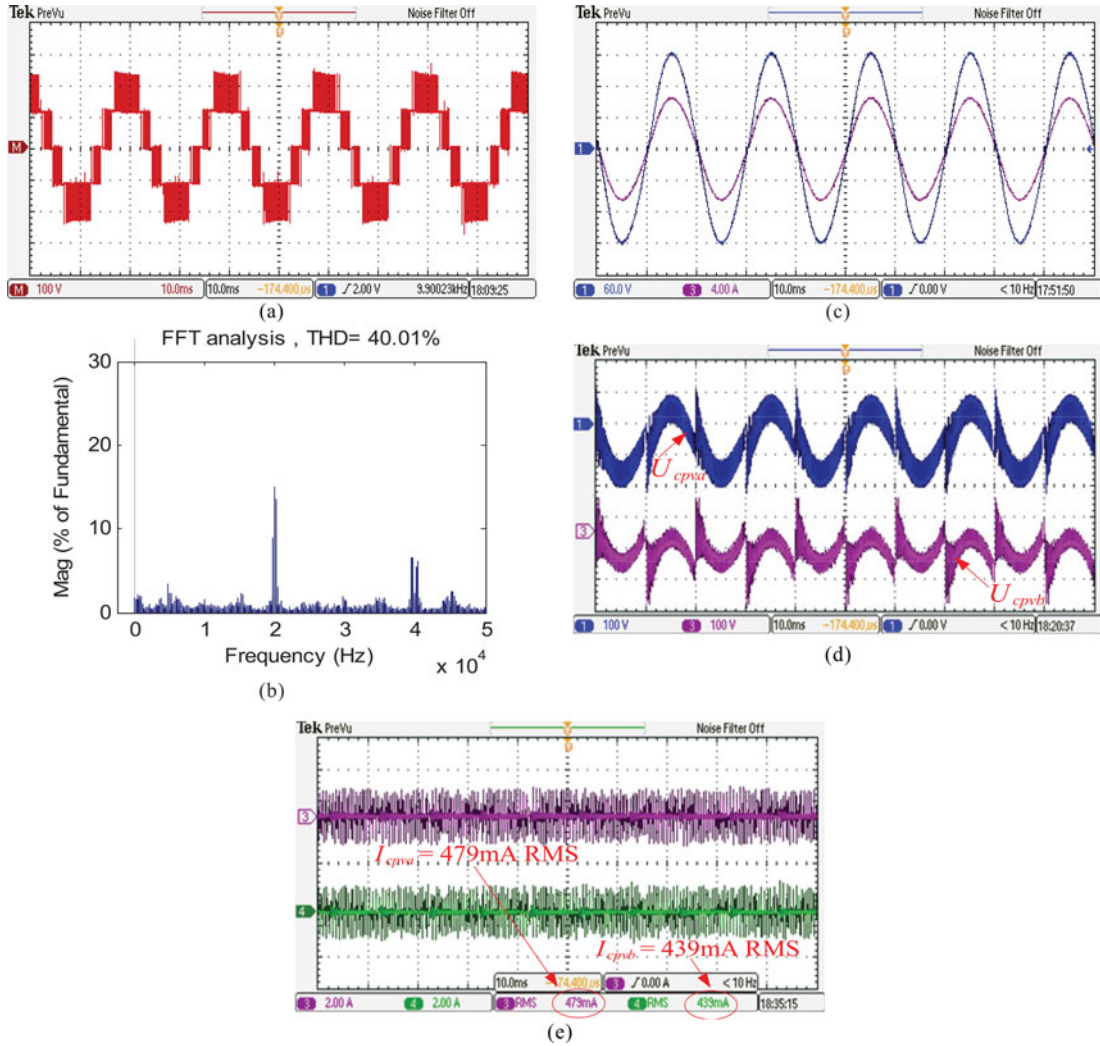 Tek PreVu Noise Filter Off
M
M 100 V 10.0ms 10.0ms −174.400µs 1 2.00 V 9.90023kHz 18:09:25
(a)
Tek PreVu Noise Filter Off
1
1 60.0 V 3 4.00 A 10.0ms −174.400µs 1 0.00 V < 10 Hz 17:51:50
(c)
FFT analysis , THD= 40.01%
Mag (% of Fundamental)
30
20
10
0
0 1 2 3 4 5
Frequency (Hz) x 10^4
(b)
Tek PreVu Noise Filter Off
1
U cpva
3
U cpvb
1 100 V 3 100 V 10.0ms −174.400µs 1 0.00 V < 10 Hz 18:20:37
(d)
Tek PreVu Noise Filter Off
3
I cpva = 479mA RMS
4
I cpvb = 439mA RMS
10.0ms −174.400µs 3 0.00 A < 10 Hz
3 2.00 A 4 2.00 A 3 RMS 479mA 4 RMS 439mA 18:35:15
(e)